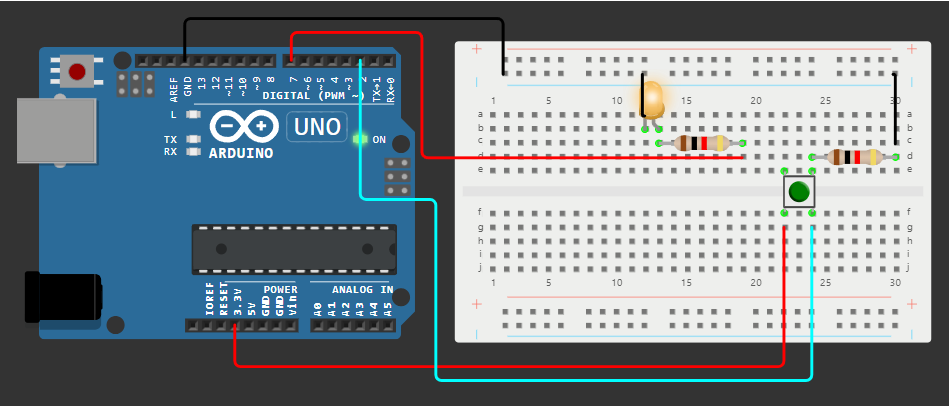 AREF
GND
13
12
~11
~10
~9
8
7
~6
~5
4
~3
2
TX→1
RX←0
DIGITAL (PWM ~)
L
TX
RX
UNO
ON
ARDUINO
POWER
ANALOG IN
IOREF
RESET
3.3V
5V
GND
GND
Vin
A0
A1
A2
A3
A4
A5
+ +
1 5 10 15 20 25 30
a a
b b
c c
d d
e e
f f
g g
h h
i i
j j
1 5 10 15 20 25 30
+ +